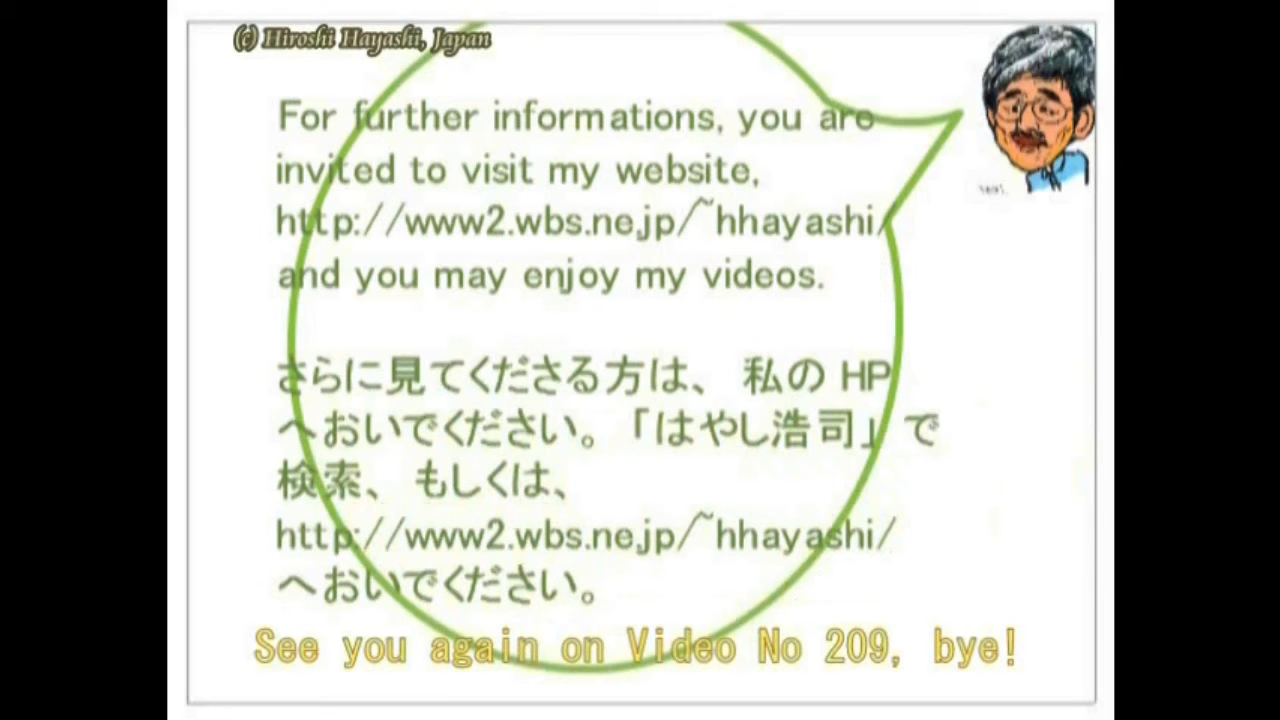 (c) Hiroshi Hayashi, Japan
For further informations, you are
invited to visit my website,
http://www2.wbs.ne.jp/~hhayashi/
and you may enjoy my videos.
さらに見てくださる方は、 私の HP
へおいでください。「はやし浩司」 で
検索、 もしくは、
http://www2.wbs.ne.jp/~hhayashi/
へおいでください。
See you again on Video No 209, bye!